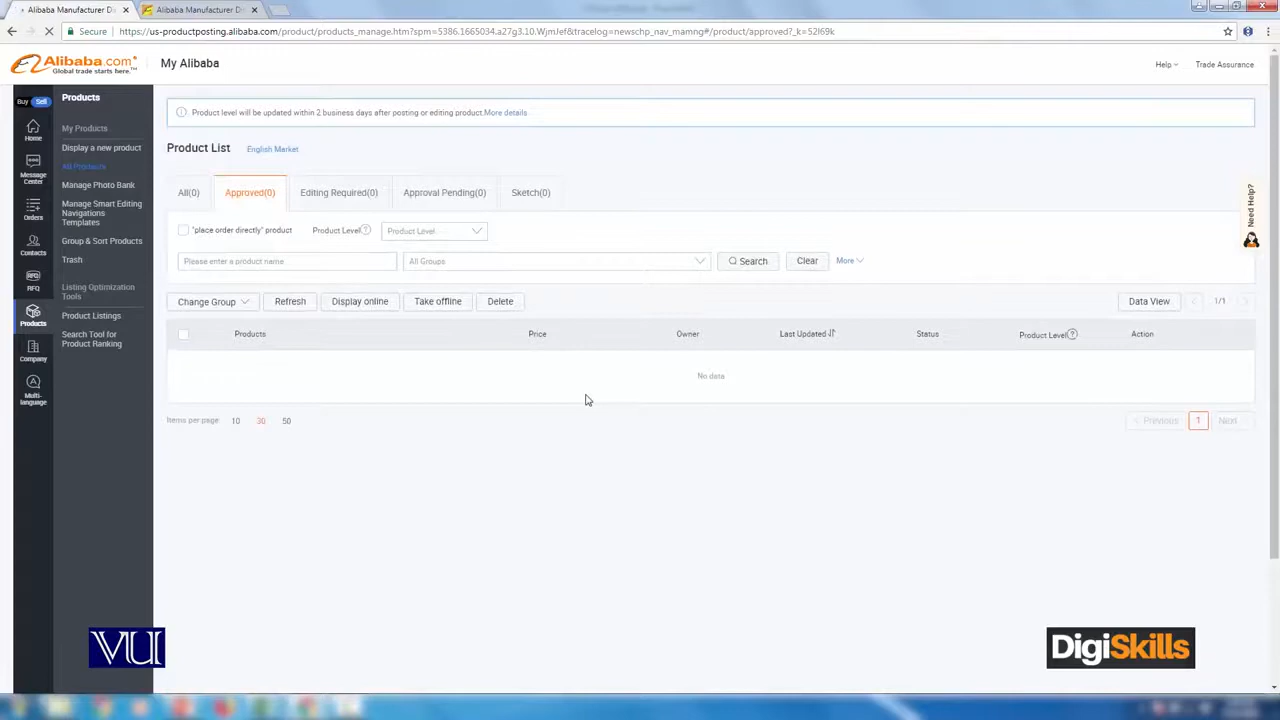 Alibaba Manufacturer Di
Alibaba Manufacturer Di
Secure
https://us-productposting.alibaba.com/product/products_manage.htm?spm=5386.1665034.a27g3.10.WjmJef&tracelog=newschp_nav_mamng#/product/approved?_k=52l69k
Alibaba.com
Global trade starts here.™
My Alibaba
Help
Trade Assurance
Buy Sell
Home
Message Center
Orders
Contacts
RFQ
RFQ
Products
Company
Multi-language
Products
My Products
Display a new product
All Products
Manage Photo Bank
Manage Smart Editing
Navigations
Templates
Group & Sort Products
Trash
Listing Optimization
Tools
Product Listings
Search Tool for
Product Ranking
Product level will be updated within 2 business days after posting or editing product.More details
Product List English Market
All(0) Approved(0) Editing Required(0) Approval Pending(0) Sketch(0)
"place order directly" product Product Level ? Product Level
Please enter a product name All Groups Search Clear More
Change Group Refresh Display online Take offline Delete Data View 1/1
Products Price Owner Last Updated Status Product Level ? Action
No data
Items per page 10 30 50 < Previous 1 Next
Need Help?
VU
DigiSkills